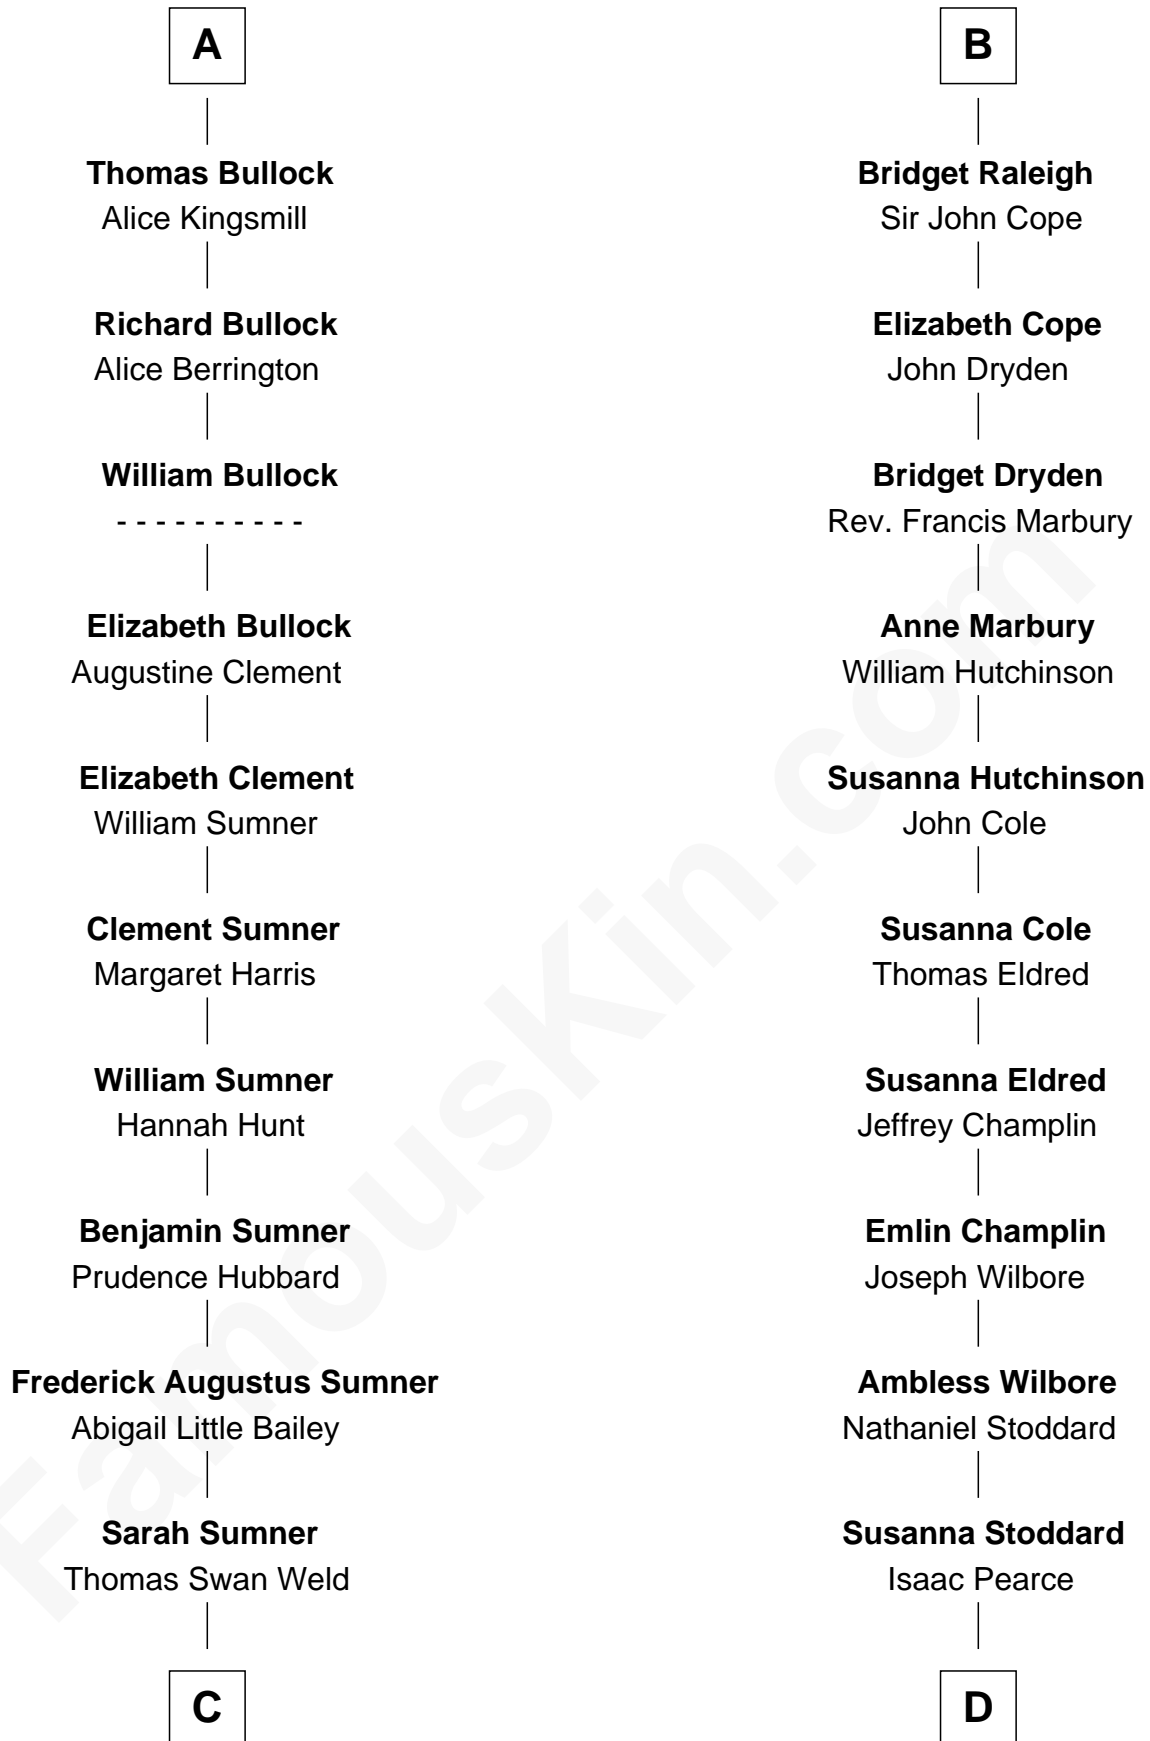 A
Thomas Bullock
Alice Kingsmill
Richard Bullock
Alice Berrington
William Bullock
- - - - - - - - - -
Elizabeth Bullock
Augustine Clement
Elizabeth Clement
William Sumner
Clement Sumner
Margaret Harris
William Sumner
Hannah Hunt
Benjamin Sumner
Prudence Hubbard
Frederick Augustus Sumner
Abigail Little Bailey
Sarah Sumner
Thomas Swan Weld
C
B
Bridget Raleigh
Sir John Cope
Elizabeth Cope
John Dryden
Bridget Dryden
Rev. Francis Marbury
Anne Marbury
William Hutchinson
Susanna Hutchinson
John Cole
Susanna Cole
Thomas Eldred
Susanna Eldred
Jeffrey Champlin
Emlin Champlin
Joseph Wilbore
Ambless Wilbore
Nathaniel Stoddard
Susanna Stoddard
Isaac Pearce
D
FamousKin.com